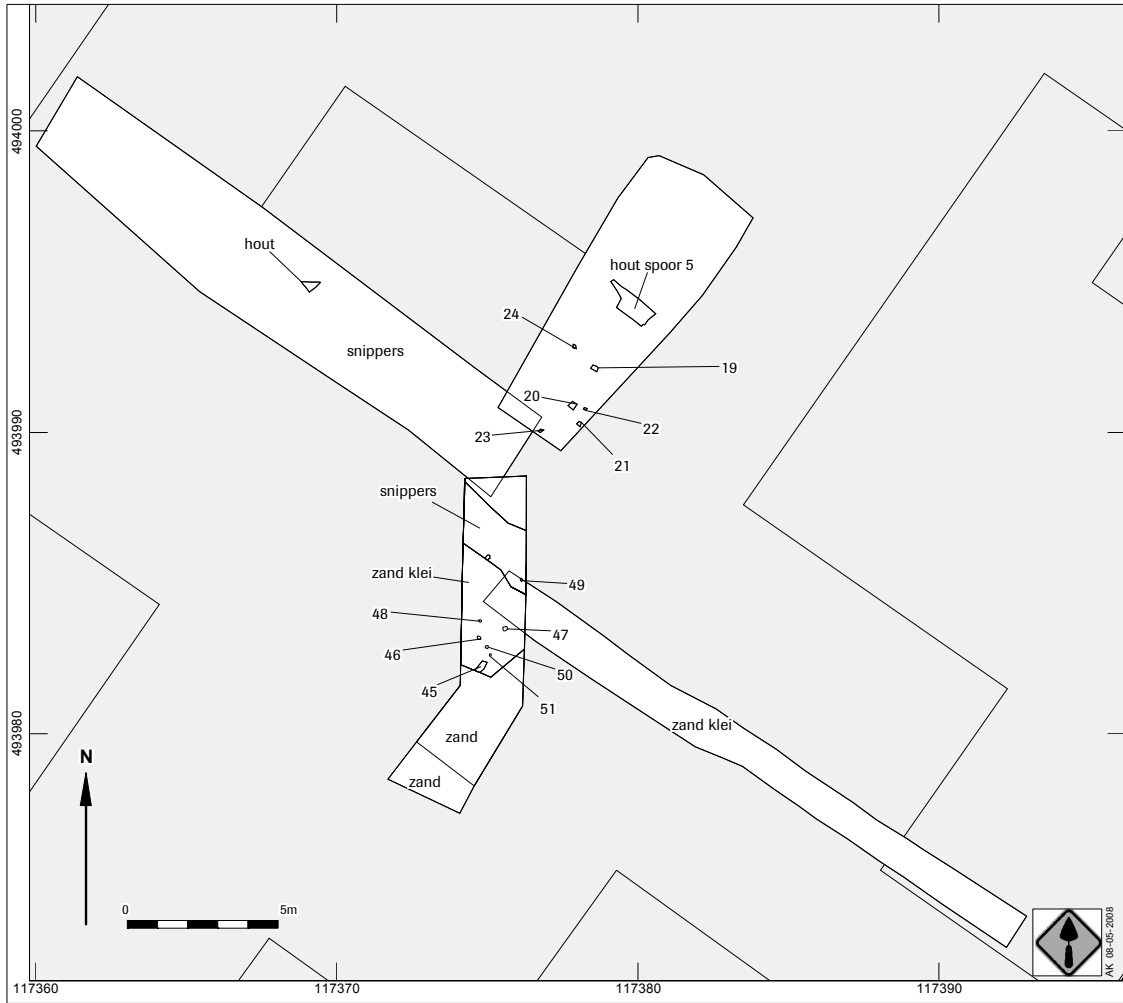 494000
hout
hout spoor 5
24
snippers
19
20
22
493990
23
21
snippers
zand klei
49
48
47
46
50
45
51
zand klei
zand
493980
N
zand
0
5m
AK 08-05-2008
117360
117370
117380
117390